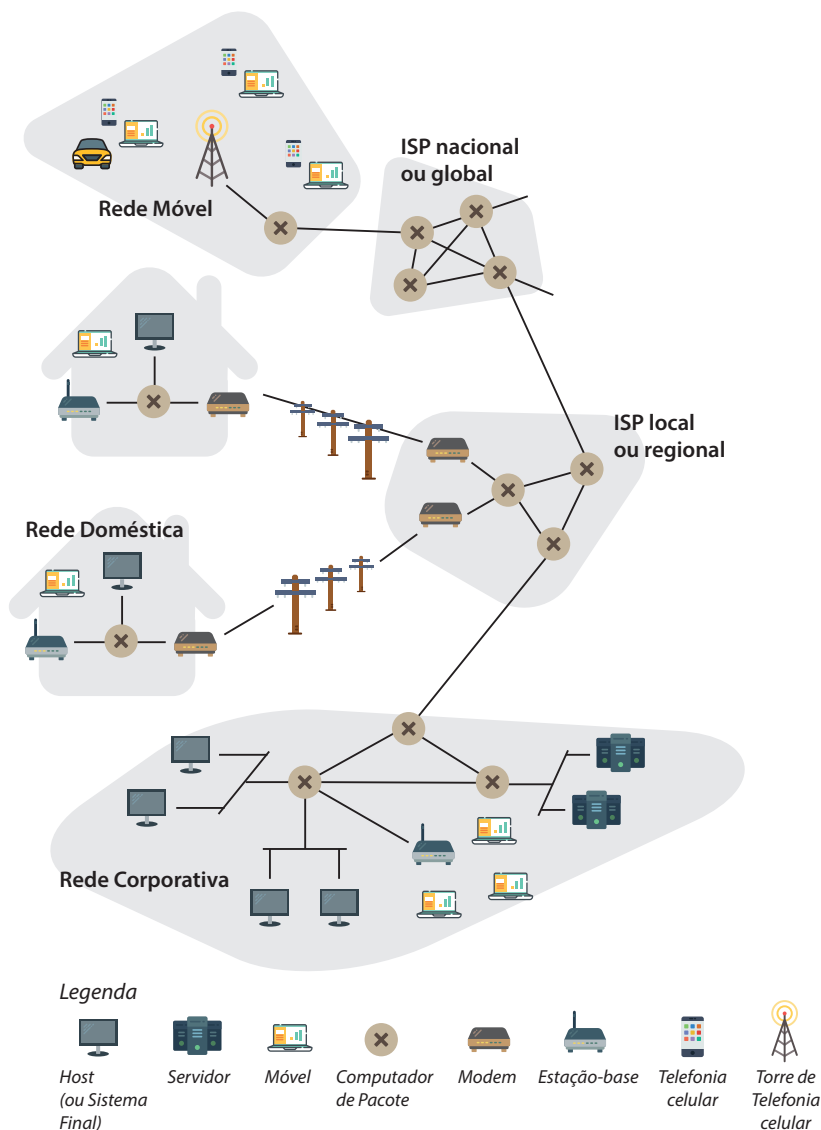 ISP nacional
ou global
Rede Móvel
ISP local
ou regional
Rede Doméstica
Rede Corporativa
Legenda
Host
(ou Sistema
Final)
Servidor
Móvel
Computador
de Pacote
Modem
Estação-base
Telefonia
celular
Torre de
Telefonia
celular